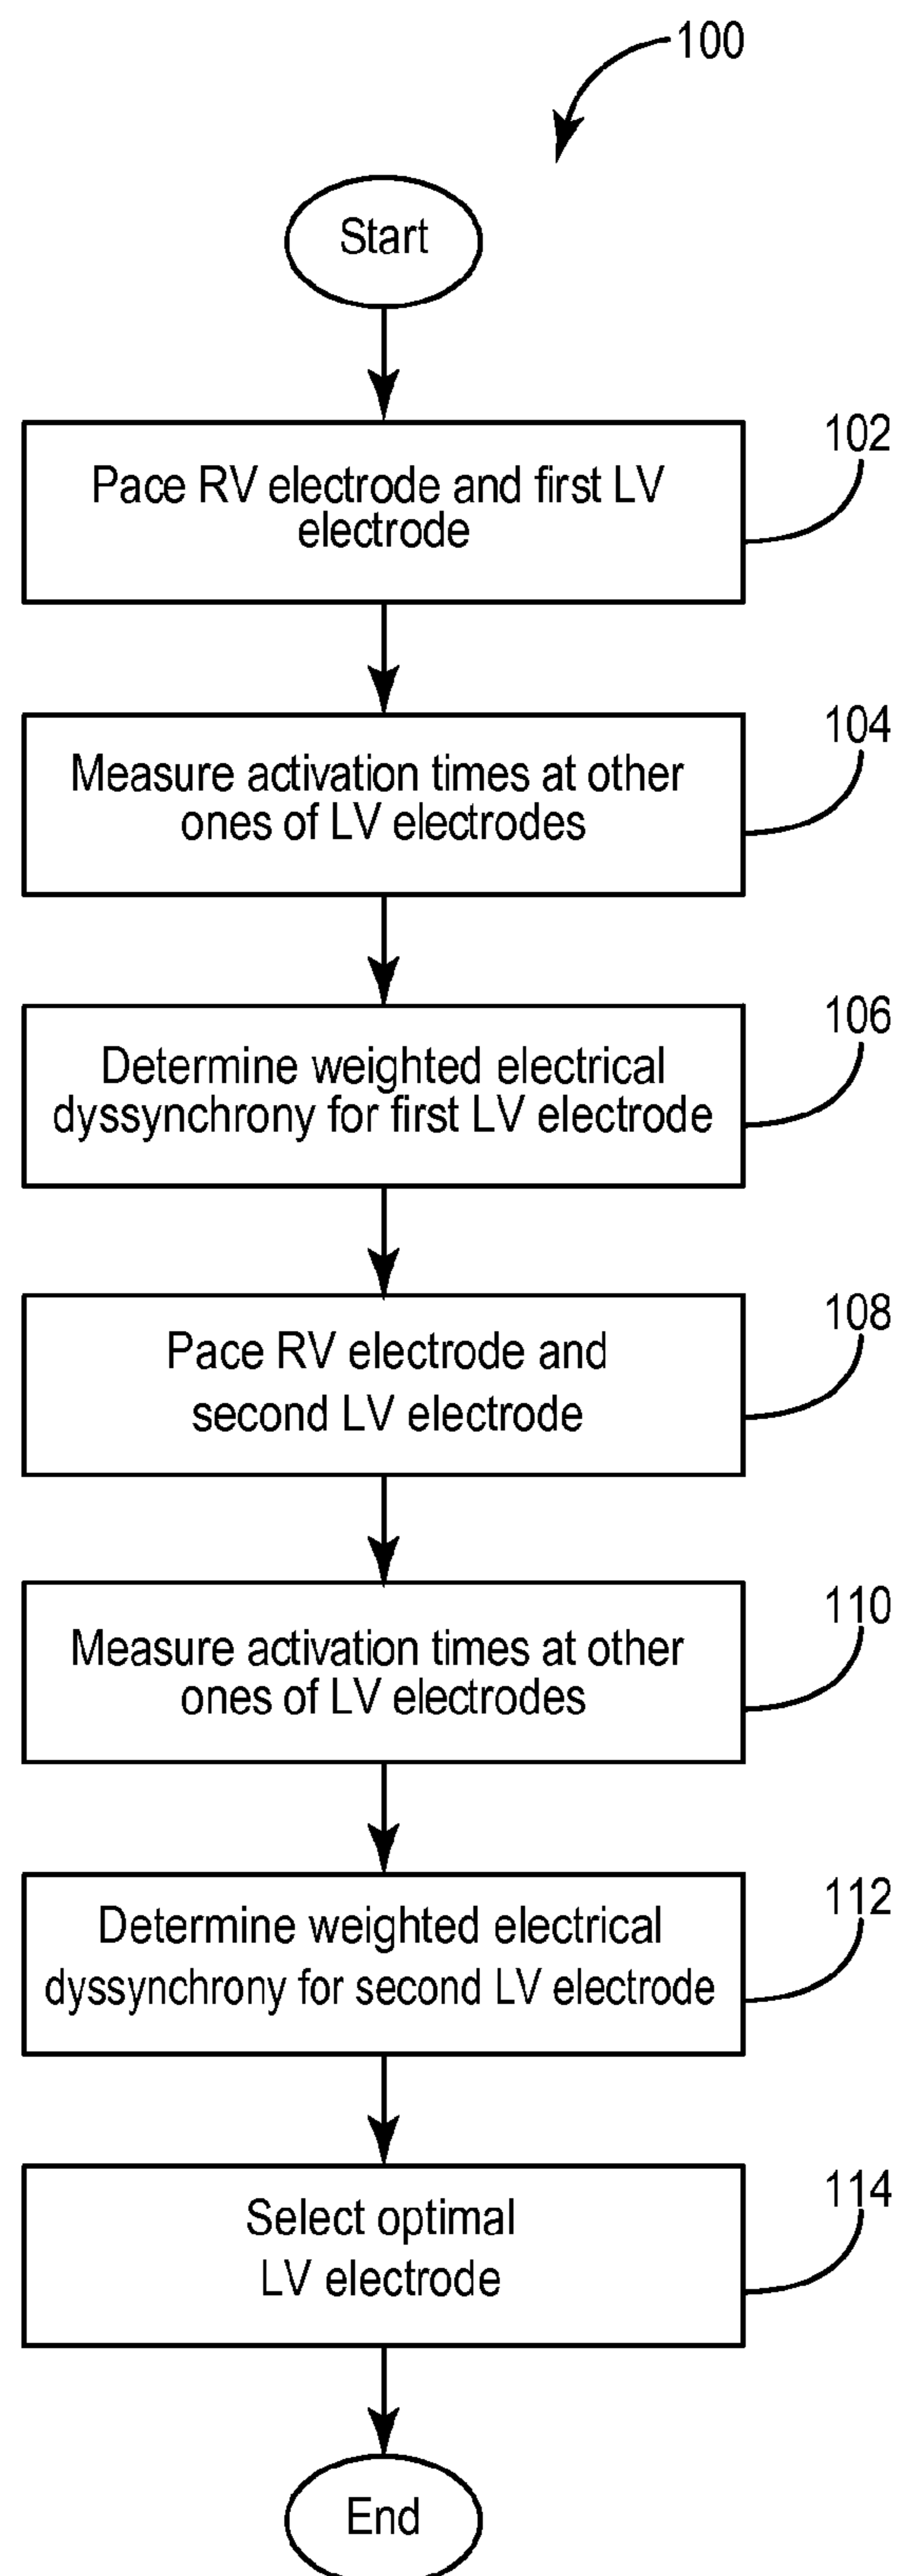 100
Start
102
Pace RV electrode and first LV
electrode
104
Measure activation times at other
ones of LV electrodes
106
Determine weighted electrical
dyssynchrony for first LV electrode
108
Pace RV electrode and
second LV electrode
110
Measure activation times at other
ones of LV electrodes
112
Determine weighted electrical
dyssynchrony for second LV electrode
114
Select optimal
LV electrode
End